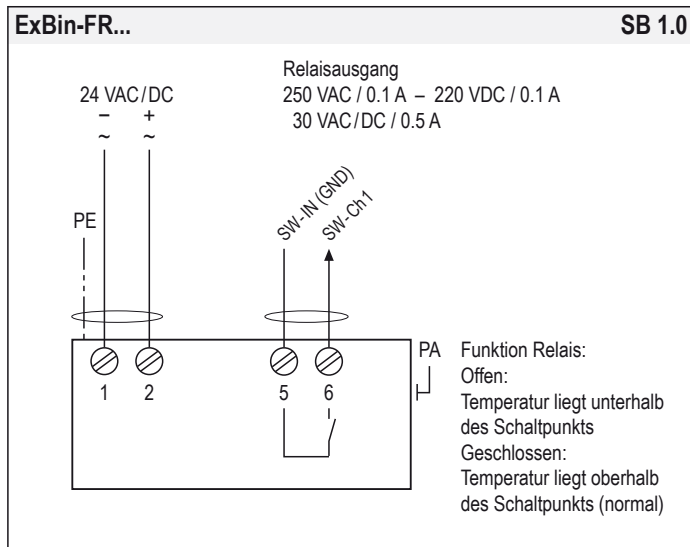 ExBin-FR... SB 1.0
24 VAC/DC
– +
~ ~
Relaisausgang
250 VAC / 0.1 A – 220 VDC / 0.1 A
30 VAC/DC / 0.5 A
PE
SW-IN (GND)
SW-Ch1
PA
1 2 5 6
Funktion Relais:
Offen:
Temperatur liegt unterhalb
des Schaltpunkts
Geschlossen:
Temperatur liegt oberhalb
des Schaltpunkts (normal)